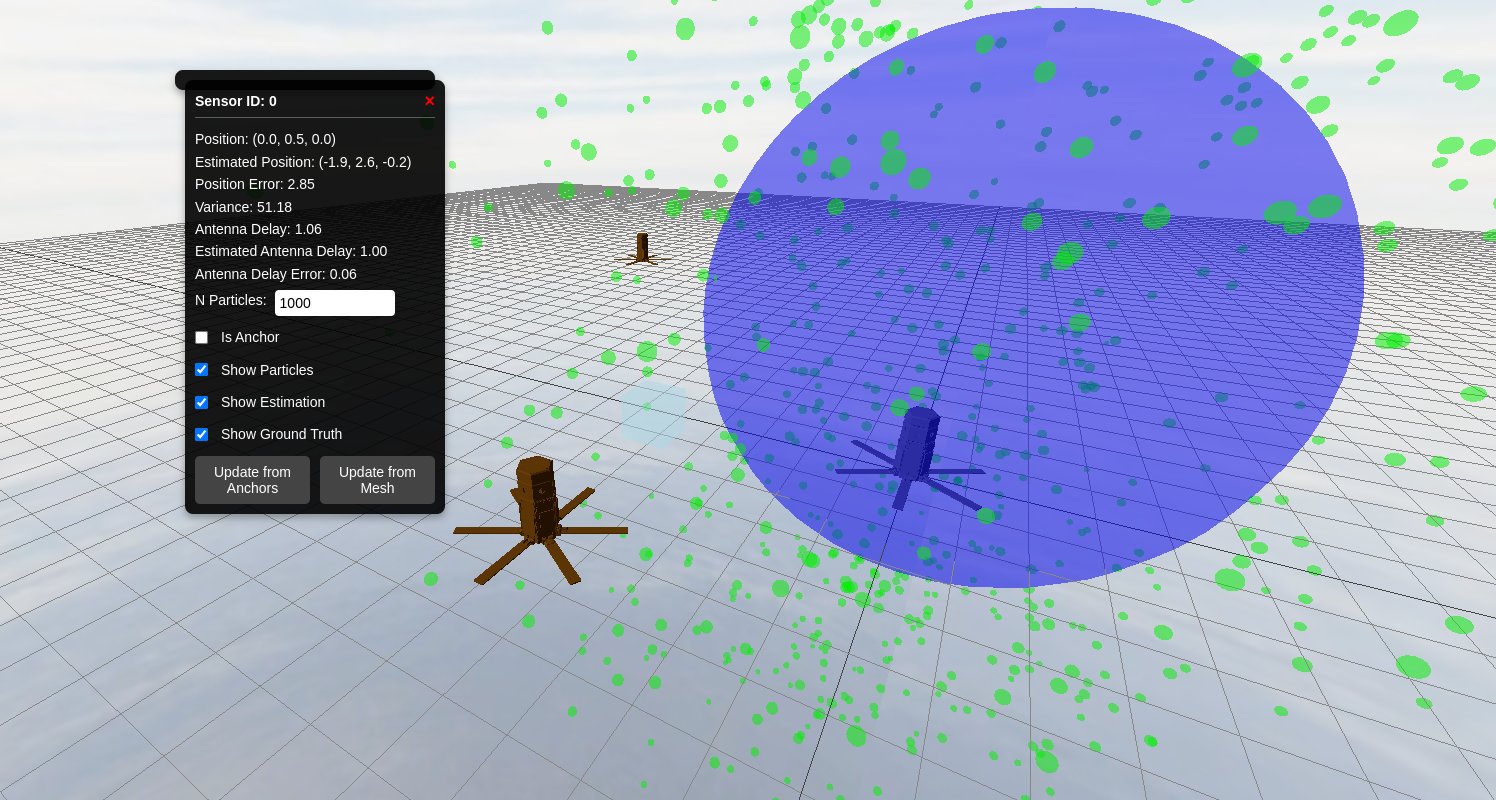 Sensor ID: 0 ×
Position: (0.0, 0.5, 0.0)
Estimated Position: (-1.9, 2.6, -0.2)
Position Error: 2.85
Variance: 51.18
Antenna Delay: 1.06
Estimated Antenna Delay: 1.00
Antenna Delay Error: 0.06
N Particles: 1000
Is Anchor
Show Particles
Show Estimation
Show Ground Truth
Update from Anchors
Update from Mesh